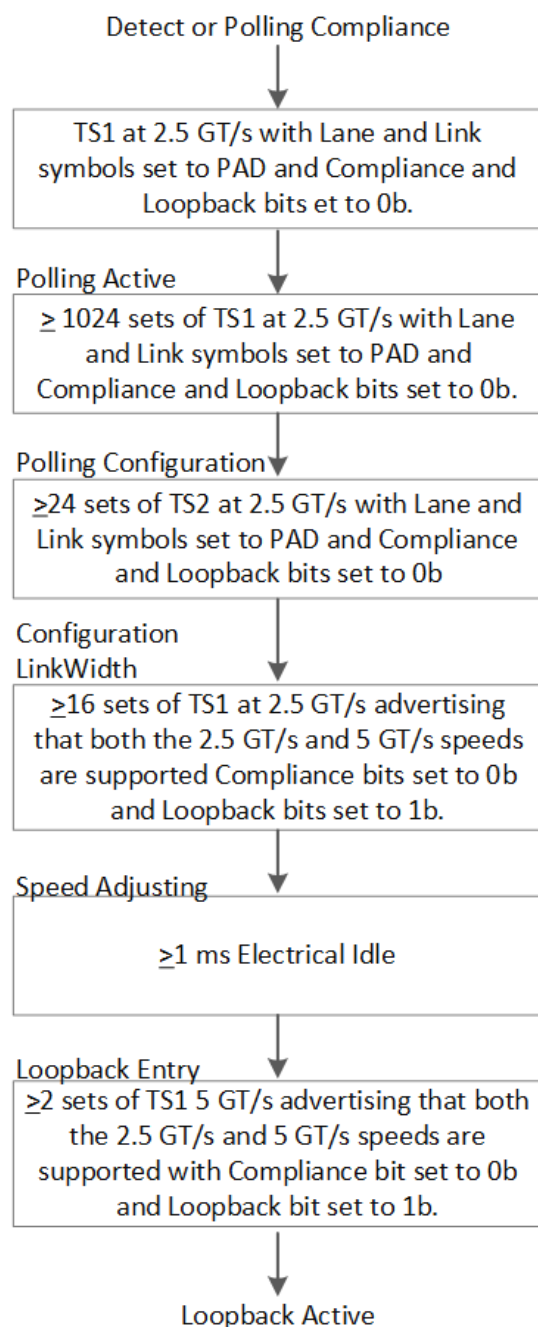 Detect or Polling Compliance
TS1 at 2.5 GT/s with Lane and Link
symbols set to PAD and Compliance and
Loopback bits et to 0b.
Polling Active
≥ 1024 sets of TS1 at 2.5 GT/s with Lane
and Link symbols set to PAD and
Compliance and Loopback bits set to 0b.
Polling Configuration
≥24 sets of TS2 at 2.5 GT/s with Lane and
Link symbols set to PAD and Compliance
and Loopback bits set to 0b
Configuration
LinkWidth
≥16 sets of TS1 at 2.5 GT/s advertising
that both the 2.5 GT/s and 5 GT/s speeds
are supported Compliance bits set to 0b
and Loopback bits set to 1b.
Speed Adjusting
≥1 ms Electrical Idle
Loopback Entry
≥2 sets of TS1 5 GT/s advertising that both
the 2.5 GT/s and 5 GT/s speeds are
supported with Compliance bit set to 0b
and Loopback bit set to 1b.
Loopback Active